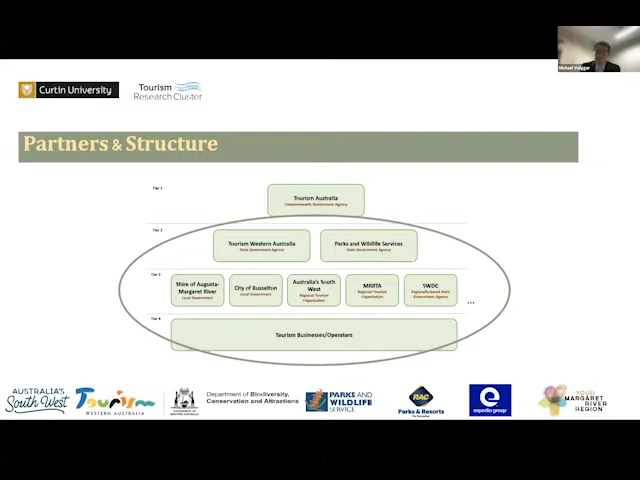 Michael Volgger
Curtin University
Tourism
Research Cluster
Partners & Structure
Tier 1
Tourism Australia
Commonwealth Government Agency
Tier 3
Tourism Western Australia
State Government Agency
Parks and Wildlife Services
State Government Agency
Tier 2
Shire of Augusta-
Margaret River
Local Government
City of Busselton
Local Government
Australia's South
West
Regional Tourism
Organisation
MRBTA
Regional Tourism
Organisation
SWDC
Regionally based State
Government Agency
...
Tier 4
Tourism Businesses/Operators
AUSTRALIA'S
South West
Tourism
WESTERN AUSTRALIA
GOVERNMENT OF
WESTERN AUSTRALIA
Department of Biodiversity,
Conservation and Attractions
PARKS AND
WILDLIFE
SERVICE
RAC
Parks & Resorts
e
expedia group
YOUR
MARGARET
RIVER
REGION